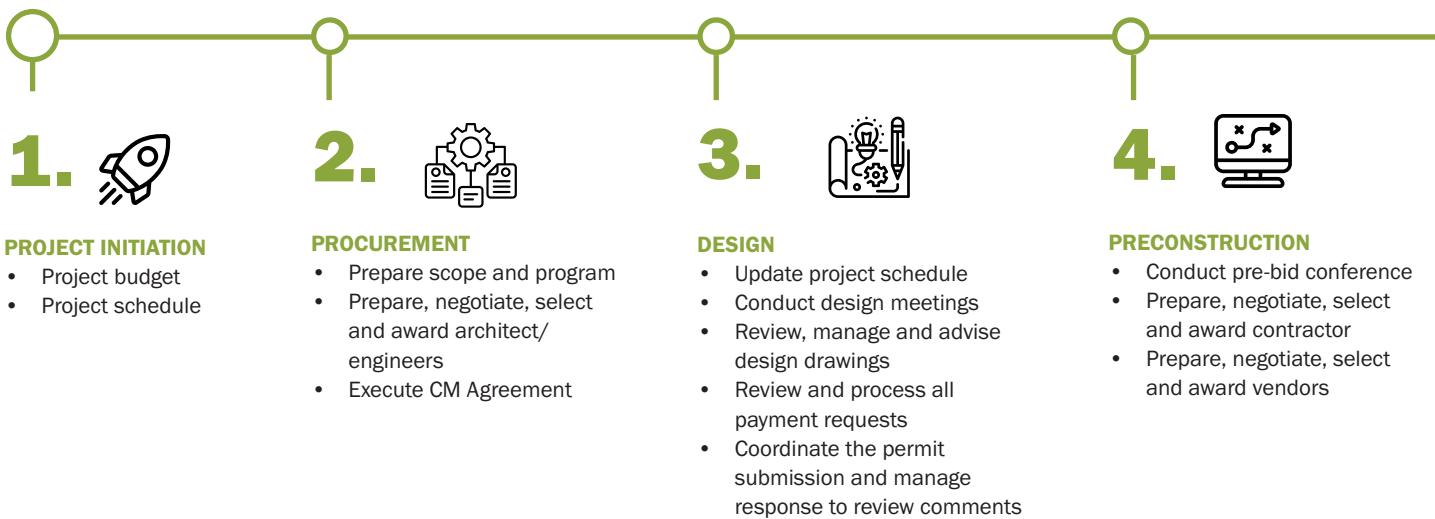 1.
PROJECT INITIATION
• Project budget
• Project schedule
2.
PROCUREMENT
• Prepare scope and program
• Prepare, negotiate, select
and award architect/
engineers
• Execute CM Agreement
3.
DESIGN
• Update project schedule
• Conduct design meetings
• Review, manage and advise
design drawings
• Review and process all
payment requests
• Coordinate the permit
submission and manage
response to review comments
4.
PRECONSTRUCTION
• Conduct pre-bid conference
• Prepare, negotiate, select
and award contractor
• Prepare, negotiate, select
and award vendors